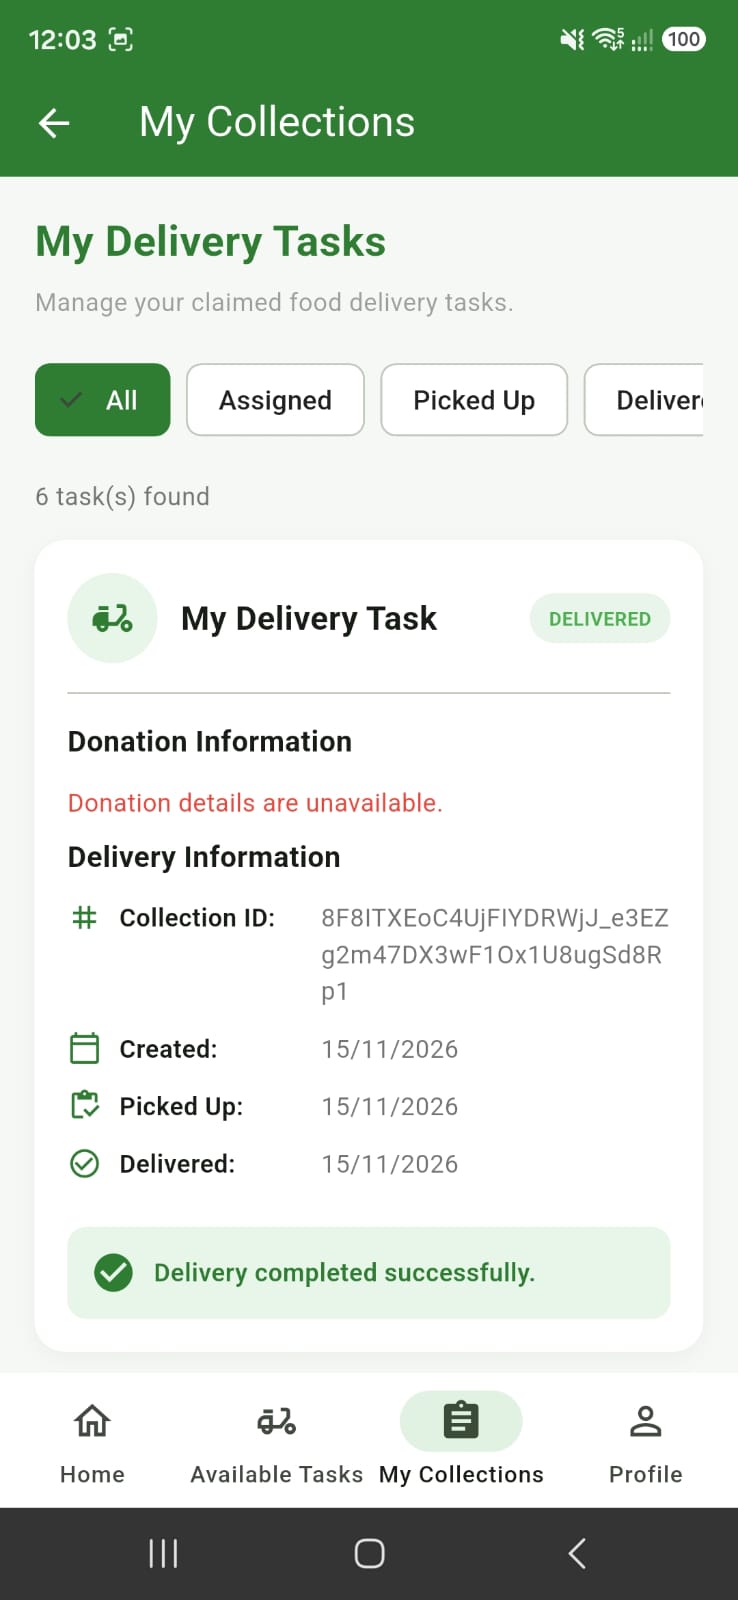 12:03
5
100
My Collections
My Delivery Tasks
Manage your claimed food delivery tasks.
All
Assigned
Picked Up
Deliver
6 task(s) found
My Delivery Task
DELIVERED
Donation Information
Donation details are unavailable.
Delivery Information
Collection ID:
8F8ITXEoC4UjFIYDRWjJ_e3EZ
g2m47DX3wF1Ox1U8ugSd8R
p1
Created:
15/11/2026
Picked Up:
15/11/2026
Delivered:
15/11/2026
Delivery completed successfully.
Home
Available Tasks
My Collections
Profile